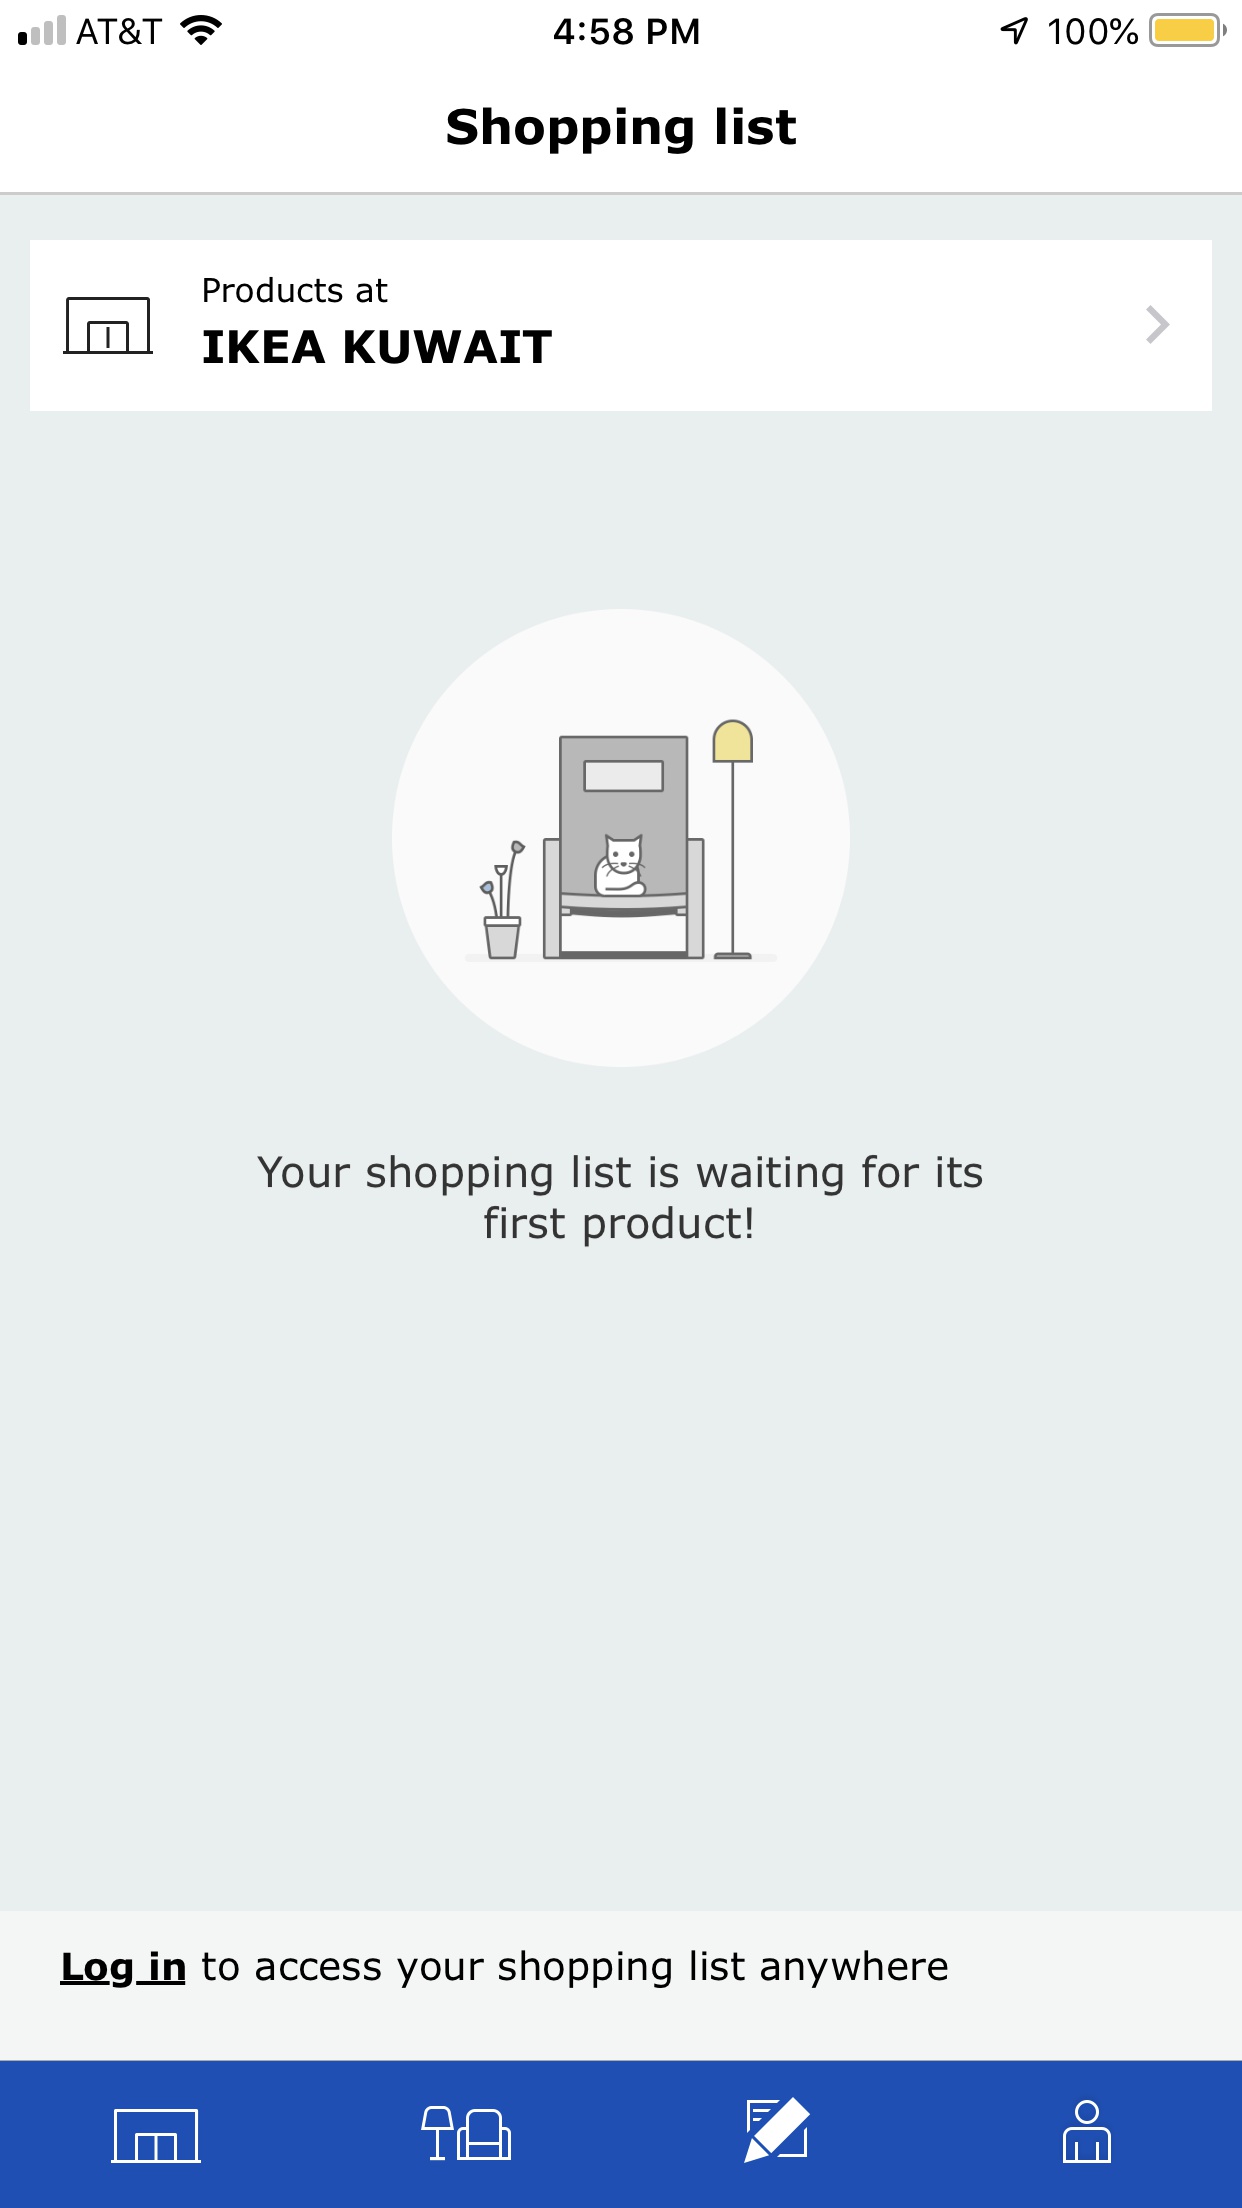 AT&T 4:58 PM 100%
Shopping list
Products at
IKEA KUWAIT
Your shopping list is waiting for its
first product!
Log in to access your shopping list anywhere